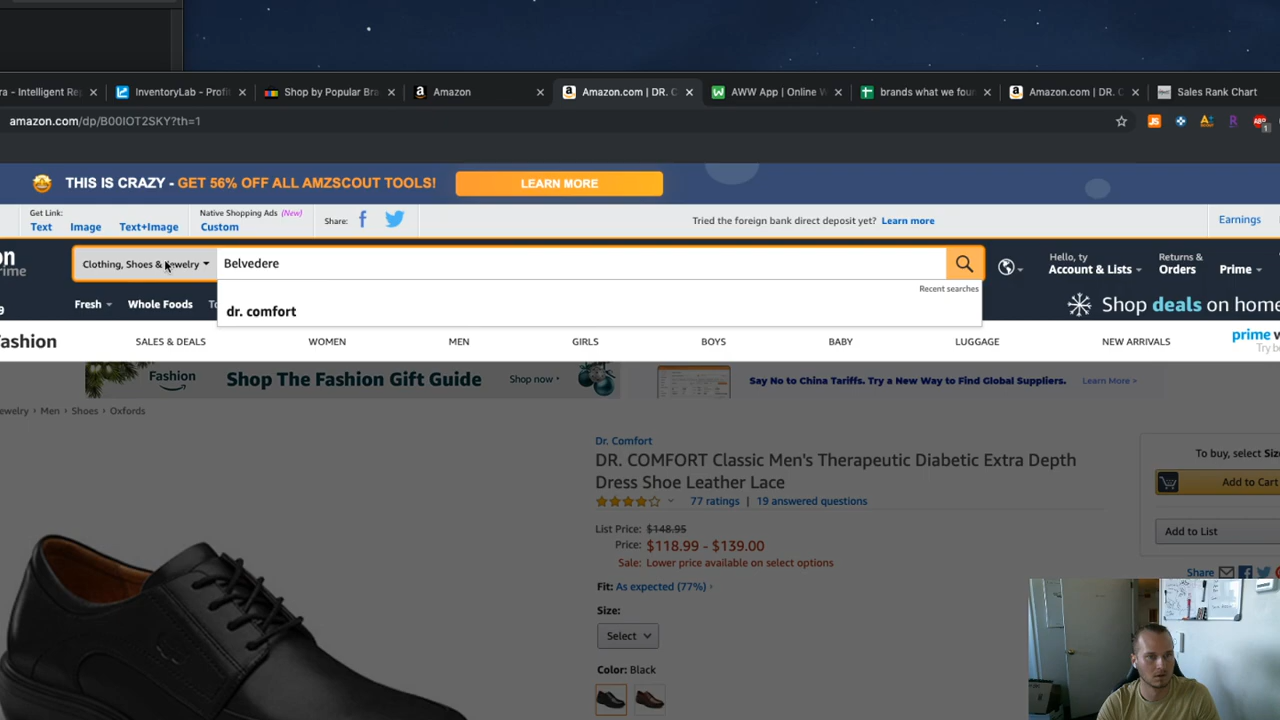 ra - Intelligent Re
InventoryLab - Profi
Shop by Popular Bra
Amazon
Amazon.com | DR. C
AWW App | Online W
brands what we foun
Amazon.com | DR. C
Sales Rank Chart
amazon.com/dp/B00IOT2SKY?th=1
THIS IS CRAZY - GET 56% OFF ALL AMZSCOUT TOOLS!
LEARN MORE
Get Link:
Text
Image
Text+Image
Native Shopping Ads (New)
Custom
Share:
Tried the foreign bank direct deposit yet? Learn more
Earnings
on
prime
Clothing, Shoes & Jewelry
Belvedere
Hello, ty
Account & Lists
Returns &
Orders
Prime
Recent searches
dr. comfort
Fresh
Whole Foods
Shop deals on home
ashion
SALES & DEALS
WOMEN
MEN
GIRLS
BOYS
BABY
LUGGAGE
NEW ARRIVALS
prime w
Try be
Fashion
Shop The Fashion Gift Guide
Shop now
Say No to China Tariffs. Try a New Way to Find Global Suppliers.
Learn More »
ewelry › Men › Shoes › Oxfords
Dr. Comfort
DR. COMFORT Classic Men's Therapeutic Diabetic Extra Depth
Dress Shoe Leather Lace
77 ratings | 19 answered questions
List Price: $148.95
Price: $118.99 - $139.00
Sale: Lower price available on select options
Fit: As expected (77%)
Size:
Select
Color: Black
To buy, select Siz
Add to Cart
Add to List
Share